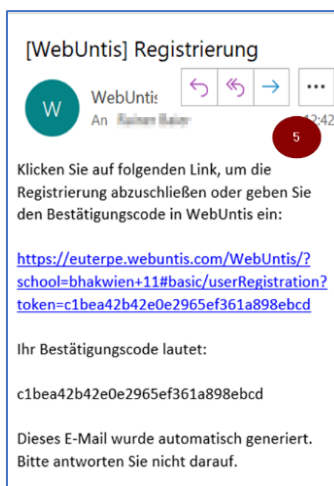 [WebUntis] Registrierung
W
WebUntis
An
12:42
5
Klicken Sie auf folgenden Link, um die
Registrierung abzuschließen oder geben Sie
den Bestätigungscode in WebUntis ein:
https://euterpe.webuntis.com/WebUntis/?
school=bhakwien+11#basic/userRegistration?
token=c1bea42b42e0e2965ef361a898ebcd
Ihr Bestätigungscode lautet:
c1bea42b42e0e2965ef361a898ebcd
Dieses E-Mail wurde automatisch generiert.
Bitte antworten Sie nicht darauf.